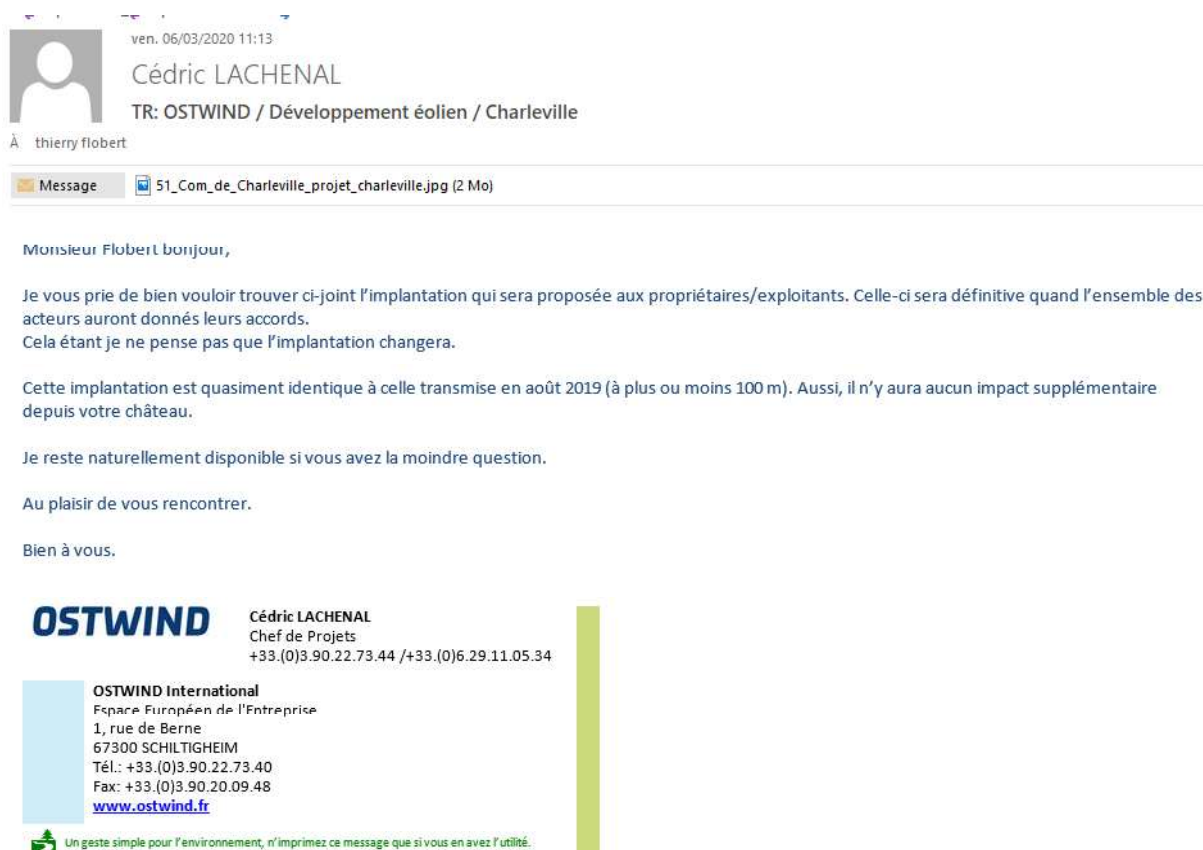 ven. 06/03/2020 11:13
Cédric LACHENAL
TR: OSTWIND / Développement éolien / Charleville
À thierry flobert
Message 51_Com_de_Charleville_projet_charleville.jpg (2 Mo)
Monsieur Flobert bonjour,
Je vous prie de bien vouloir trouver ci-joint l'implantation qui sera proposée aux propriétaires/exploitants. Celle-ci sera définitive quand l'ensemble des
acteurs auront donnés leurs accords.
Cela étant je ne pense pas que l'implantation changera.
Cette implantation est quasiment identique à celle transmise en août 2019 (à plus ou moins 100 m). Aussi, il n'y aura aucun impact supplémentaire
depuis votre château.
Je reste naturellement disponible si vous avez la moindre question.
Au plaisir de vous rencontrer.
Bien à vous.
OSTWIND
Cédric LACHENAL
Chef de Projets
+33.(0)3.90.22.73.44 /+33.(0)6.29.11.05.34
OSTWIND International
Espace Européen de l'Entreprise
1, rue de Berne
67300 SCHILTIGHEIM
Tél.: +33.(0)3.90.22.73.40
Fax: +33.(0)3.90.20.09.48
www.ostwind.fr
Un geste simple pour l'environnement, n'imprimez ce message que si vous en avez l'utilité.